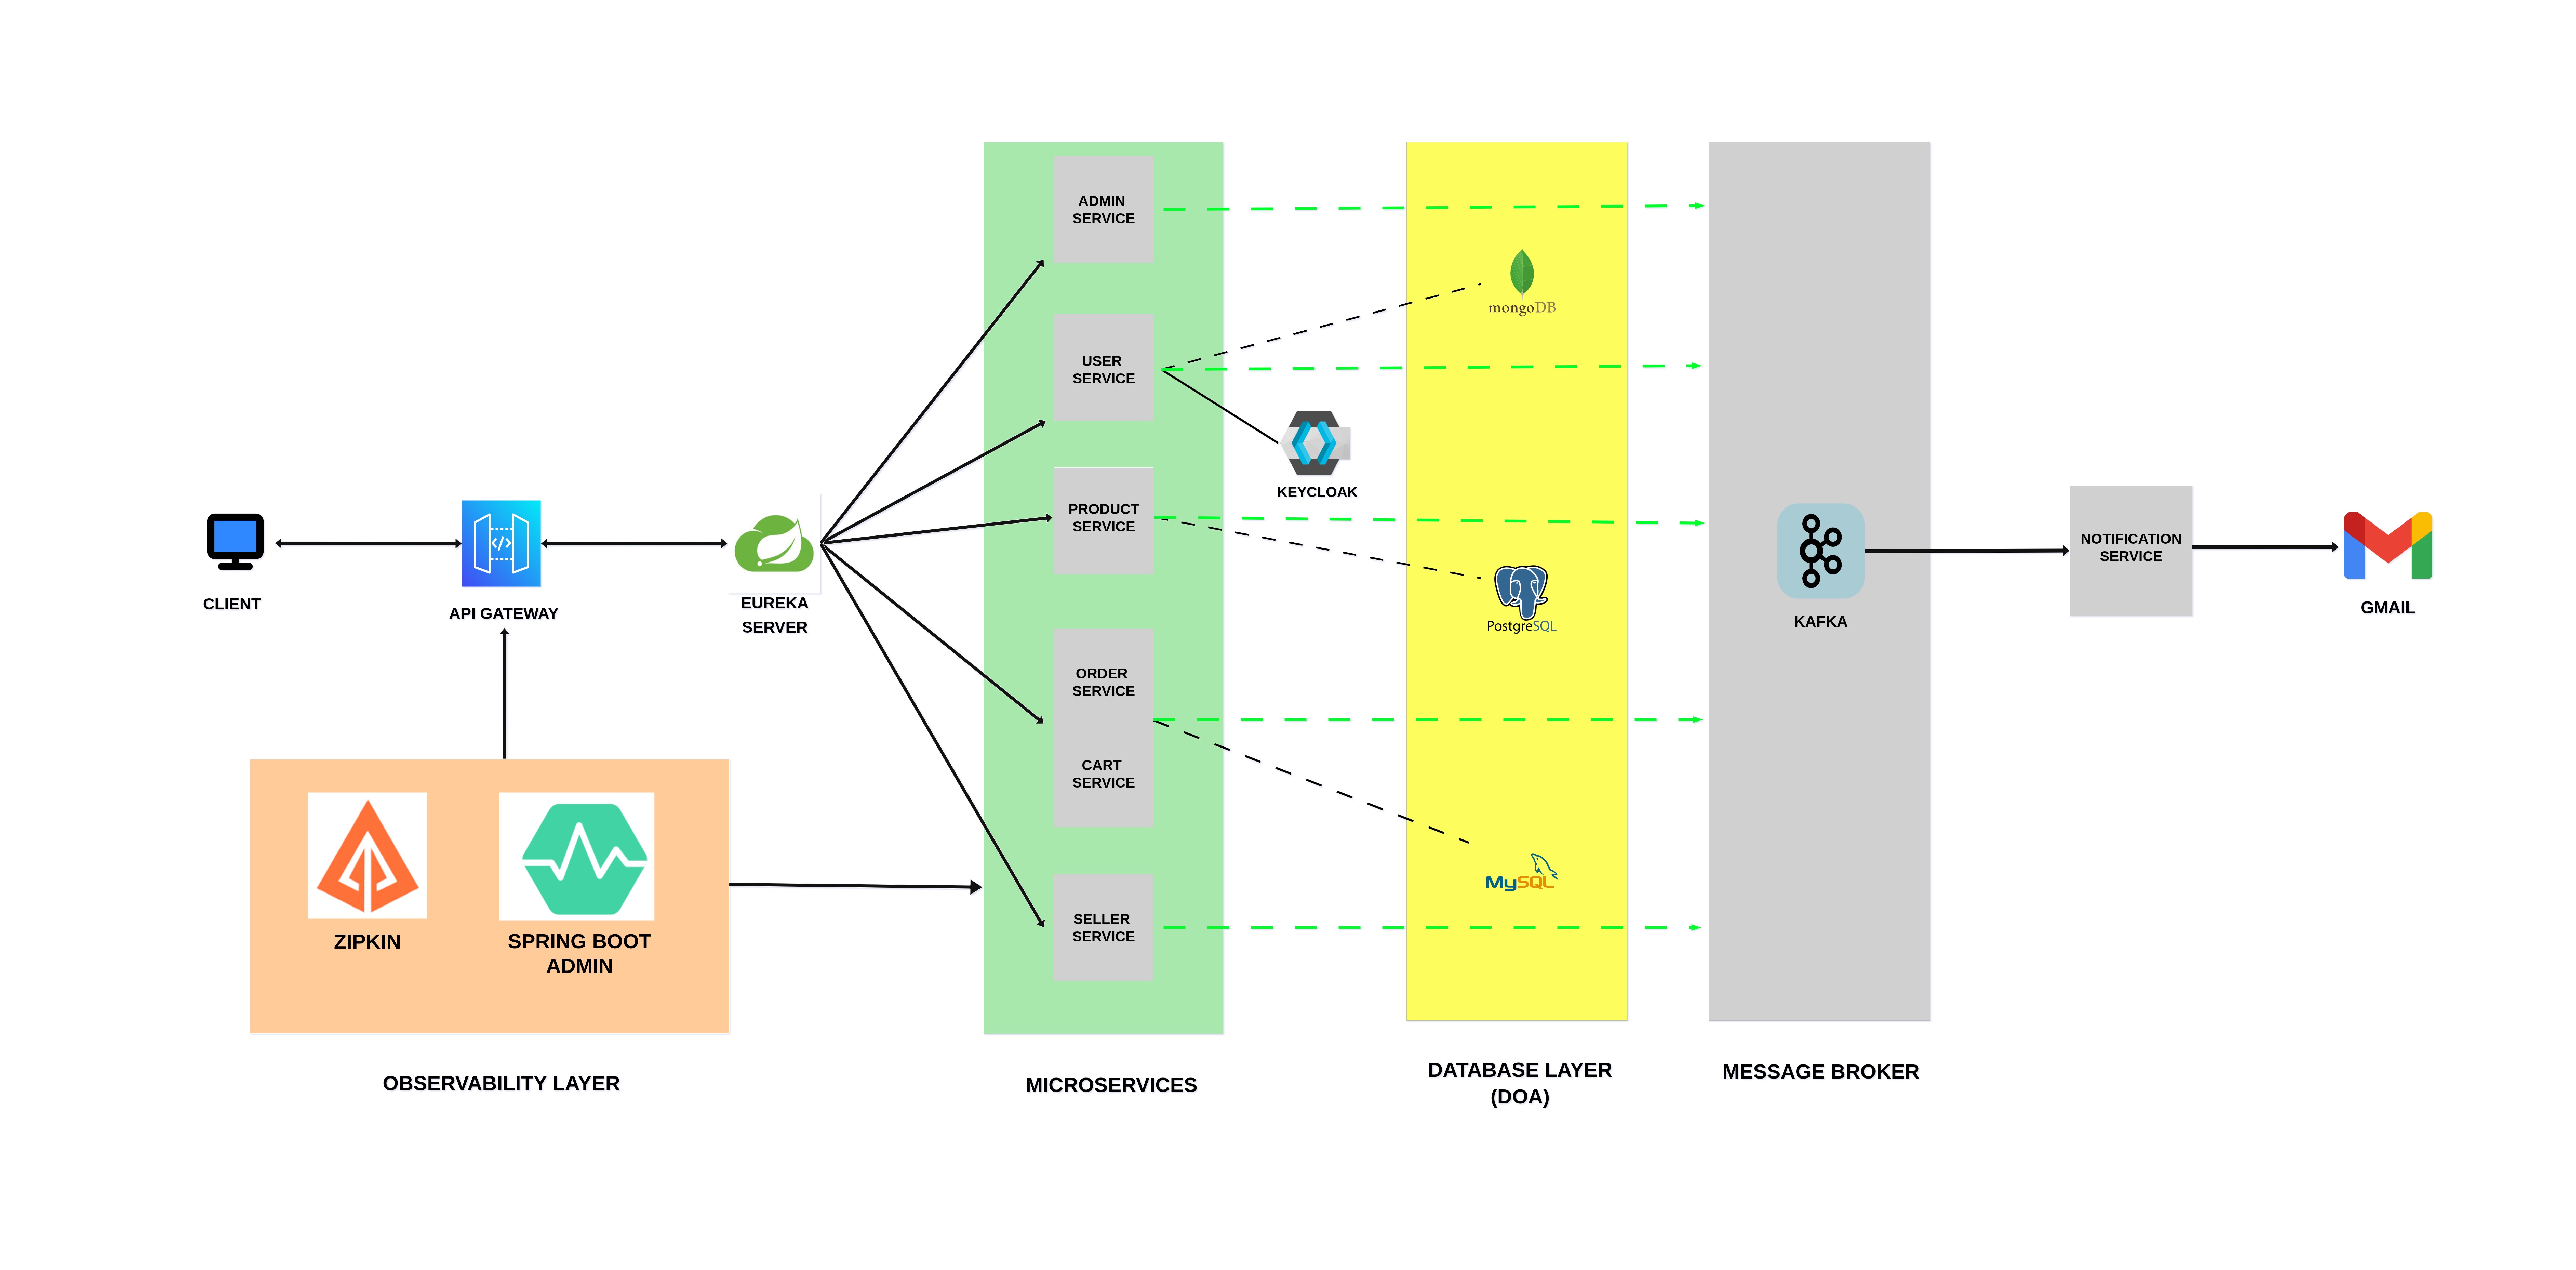 ADMIN
SERVICE
mongoDB
USER
SERVICE
KEYCLOAK
PRODUCT
SERVICE
NOTIFICATION
SERVICE
CLIENT
API GATEWAY
EUREKA
SERVER
PostgreSQL
KAFKA
GMAIL
ORDER
SERVICE
CART
SERVICE
MySQL
ZIPKIN
SPRING BOOT
ADMIN
SELLER
SERVICE
OBSERVABILITY LAYER
MICROSERVICES
DATABASE LAYER
(DOA)
MESSAGE BROKER